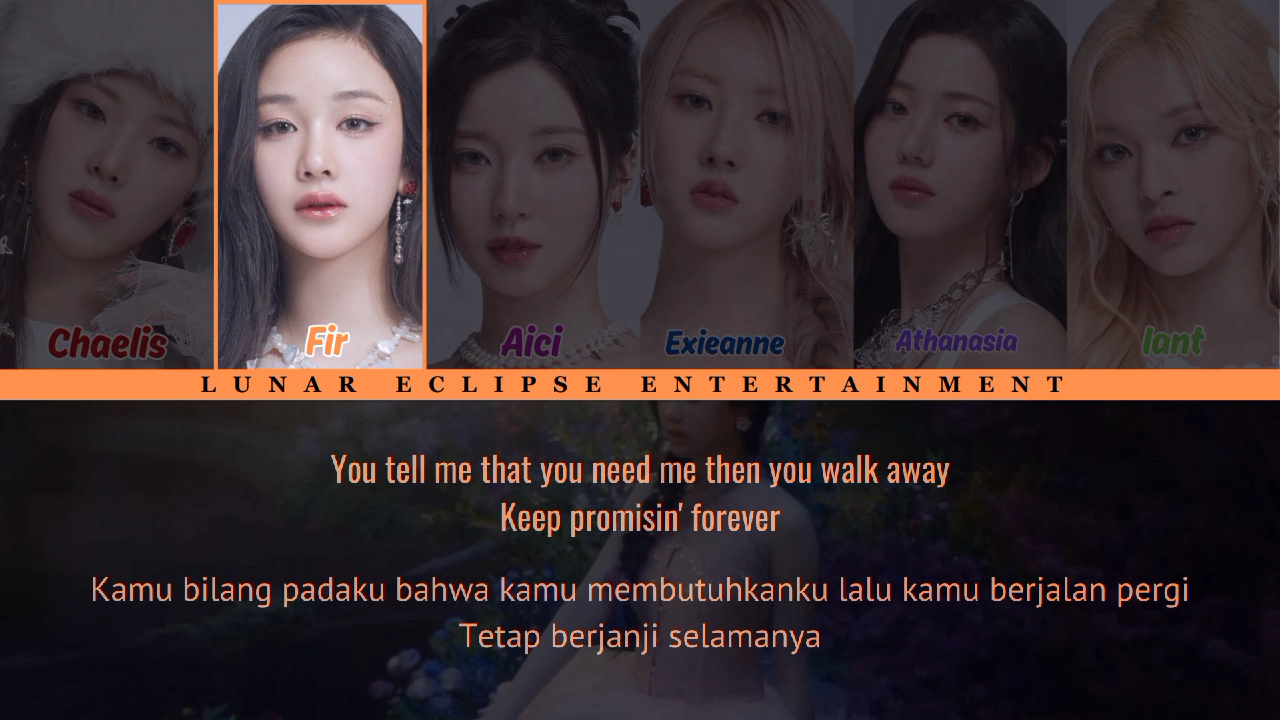 Chaelis
Fir
Aici
Exieanne
Athanasia
Iant
LUNAR ECLIPSE ENTERTAINMENT
You tell me that you need me then you walk away
Keep promisin' forever
Kamu bilang padaku bahwa kamu membutuhkanku lalu kamu berjalan pergi
Tetap berjanji selamanya